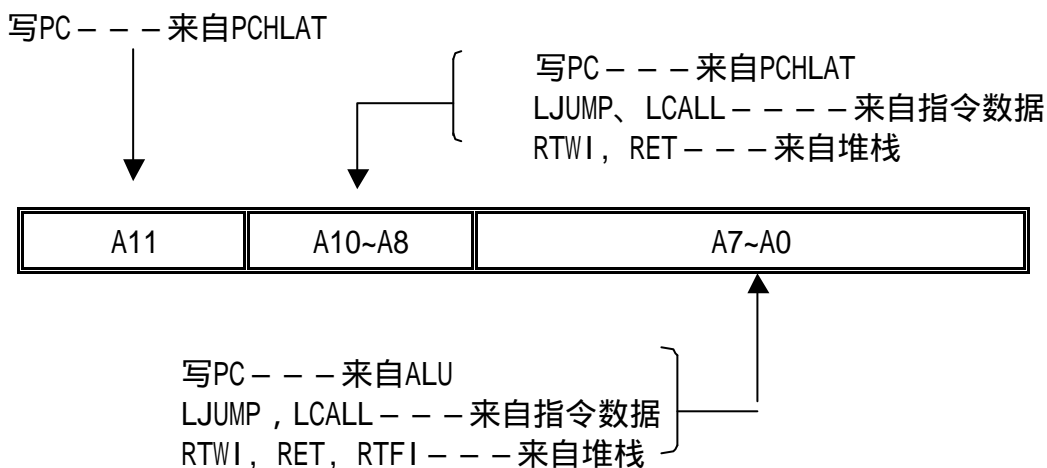 写PC———来自PCHLAT
写PC———来自PCHLAT
LJUMP、LCALL————来自指令数据
RTWI, RET———来自堆栈
A11 A10~A8 A7~A0
写PC———来自ALU
LJUMP , LCALL———来自指令数据
RTWI, RET, RTFI———来自堆栈